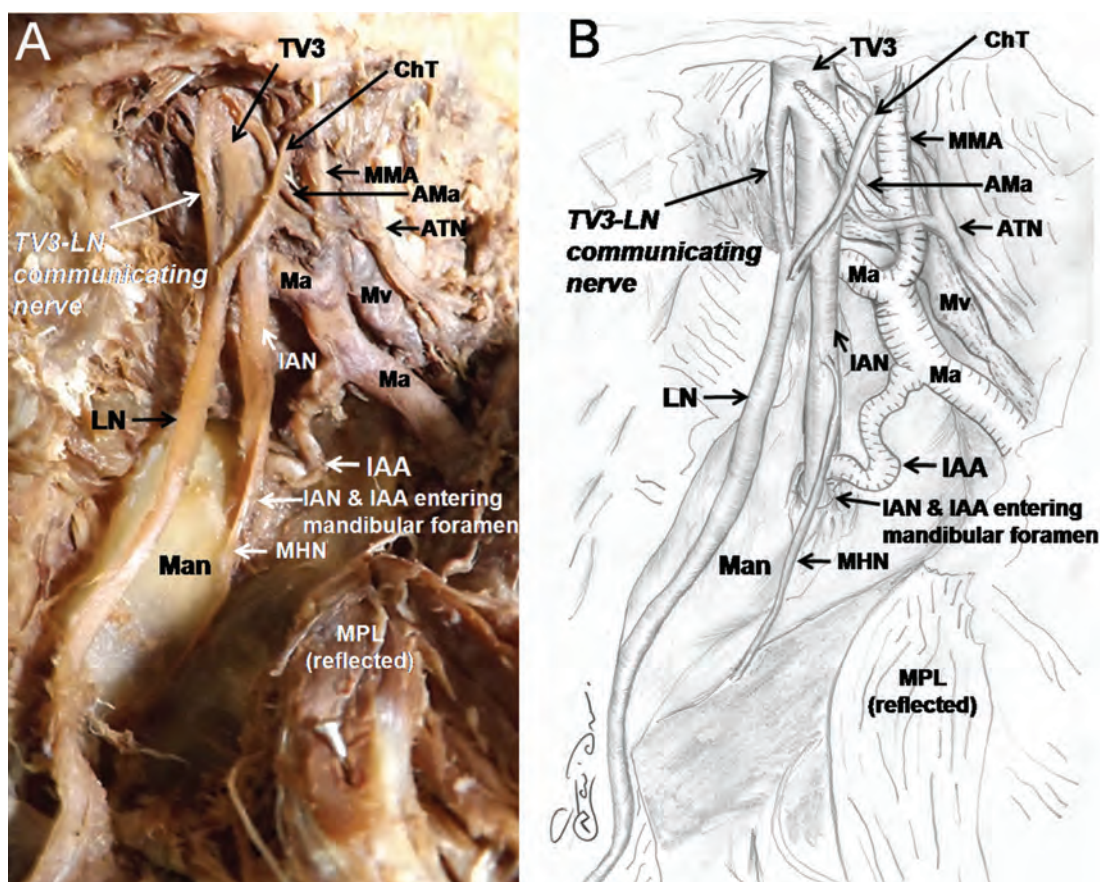 A
TV3
ChT
MMA
AMa
ATN
TV3-LN
communicating
nerve
Ma
Mv
IAN
Ma
LN
IAA
IAN & IAA entering
mandibular foramen
MHN
Man
MPL
(reflected)
B
TV3
ChT
MMA
AMa
ATN
TV3-LN
communicating
nerve
Ma
Mv
IAN
Ma
LN
IAA
IAN & IAA entering
mandibular foramen
Man
MHN
MPL
(reflected)